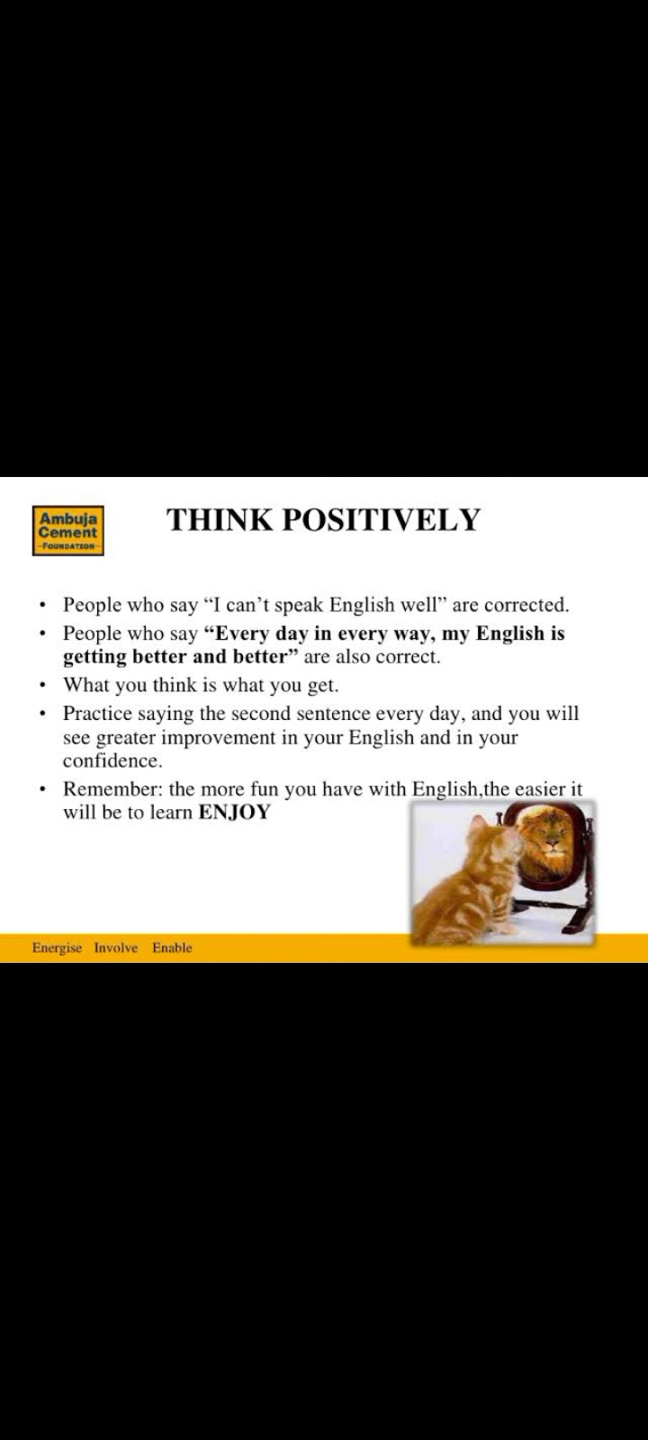 Ambuja
Cement
FOUNDATION
THINK POSITIVELY
• People who say “I can’t speak English well” are corrected.
• People who say “Every day in every way, my English is
getting better and better” are also correct.
• What you think is what you get.
• Practice saying the second sentence every day, and you will
see greater improvement in your English and in your
confidence.
• Remember: the more fun you have with English,the easier it
will be to learn ENJOY
Energise Involve Enable